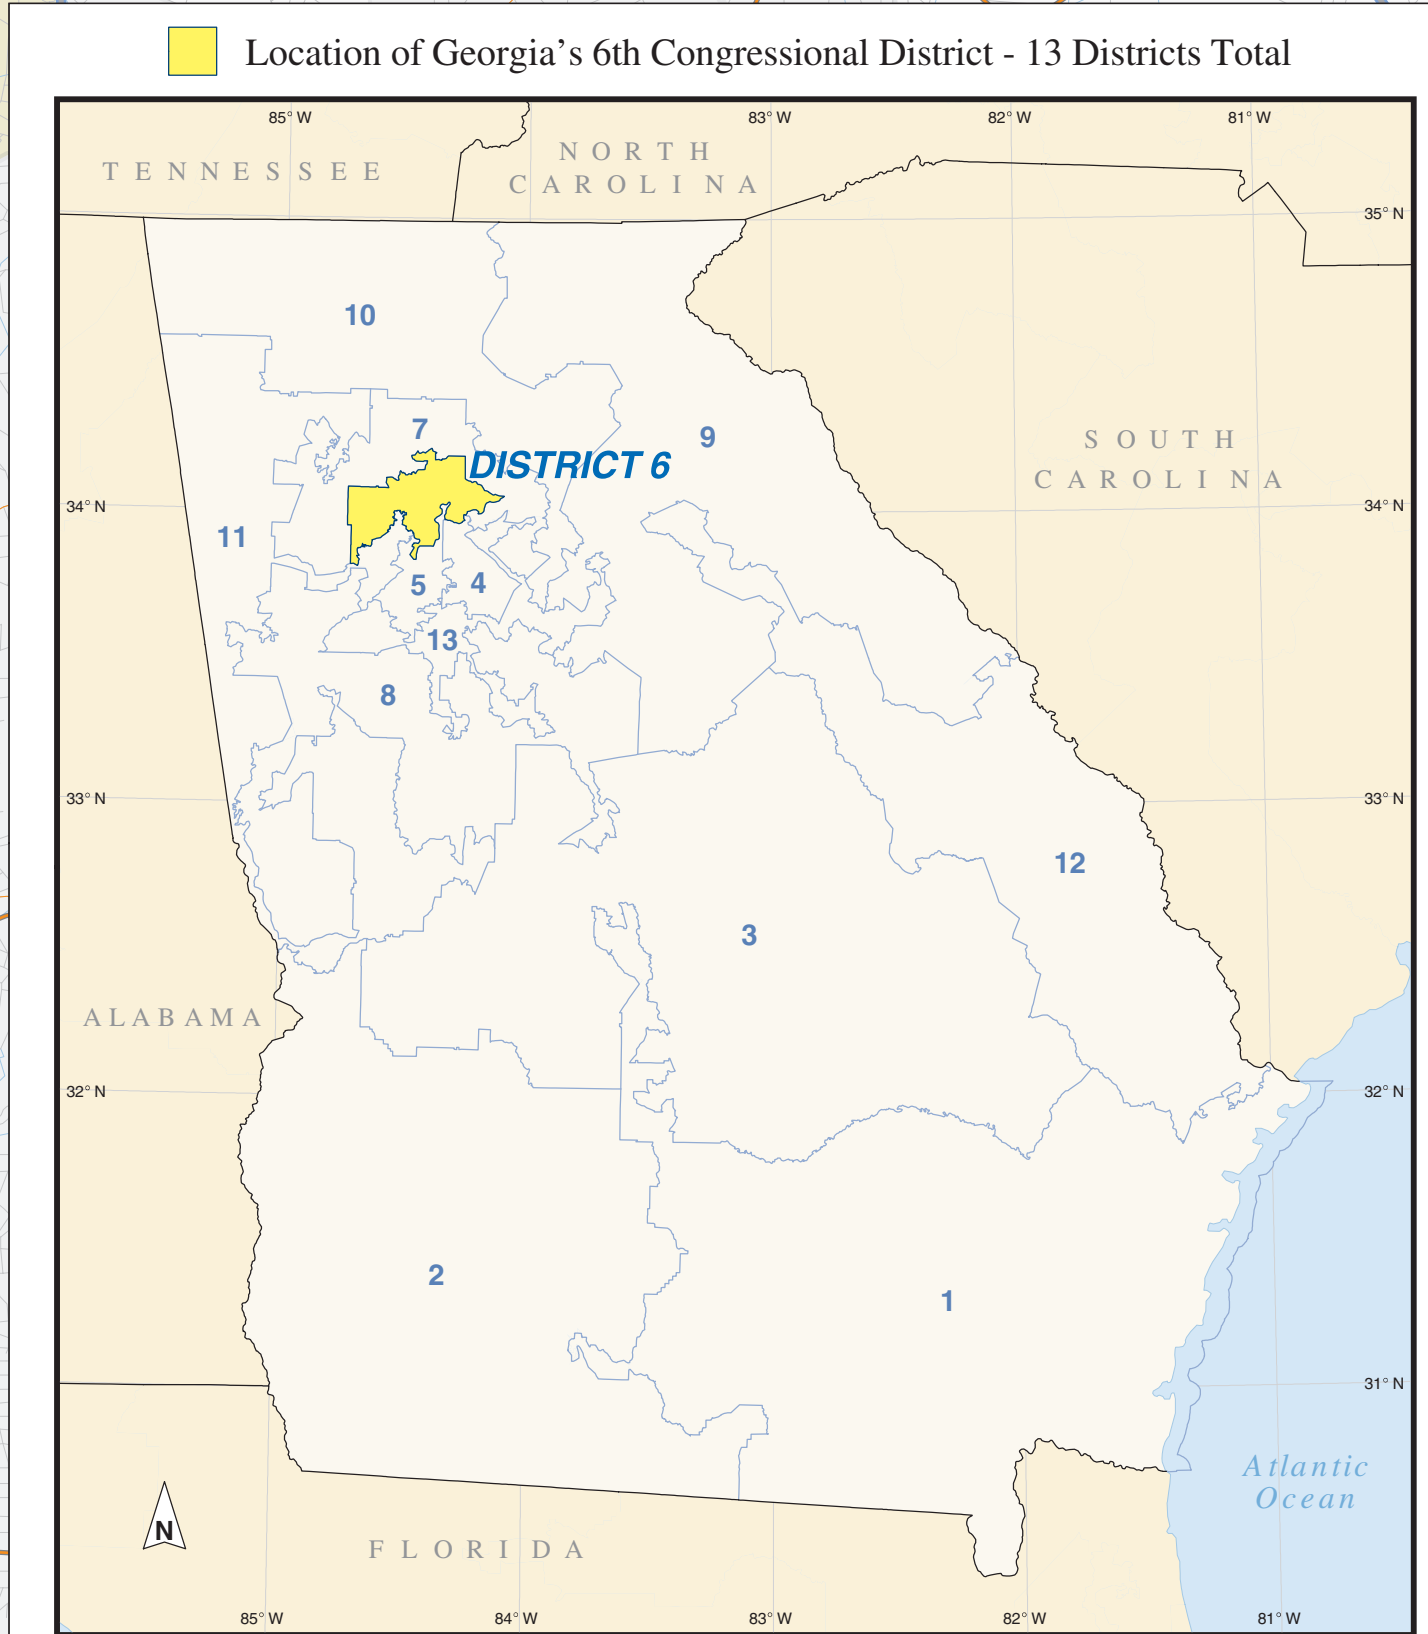 Location of Georgia’s 6th Congressional District - 13 Districts Total
85° W
83° W
82° W
81° W
TENNESSEE
NORTH
CAROLINA
35° N
10
7
9
DISTRICT 6
SOUTH
CAROLINA
34° N
34° N
11
5
4
13
8
33° N
33° N
12
3
ALABAMA
32° N
32° N
2
1
31° N
Atlantic
Ocean
N
FLORIDA
85° W
84° W
83° W
82° W
81° W